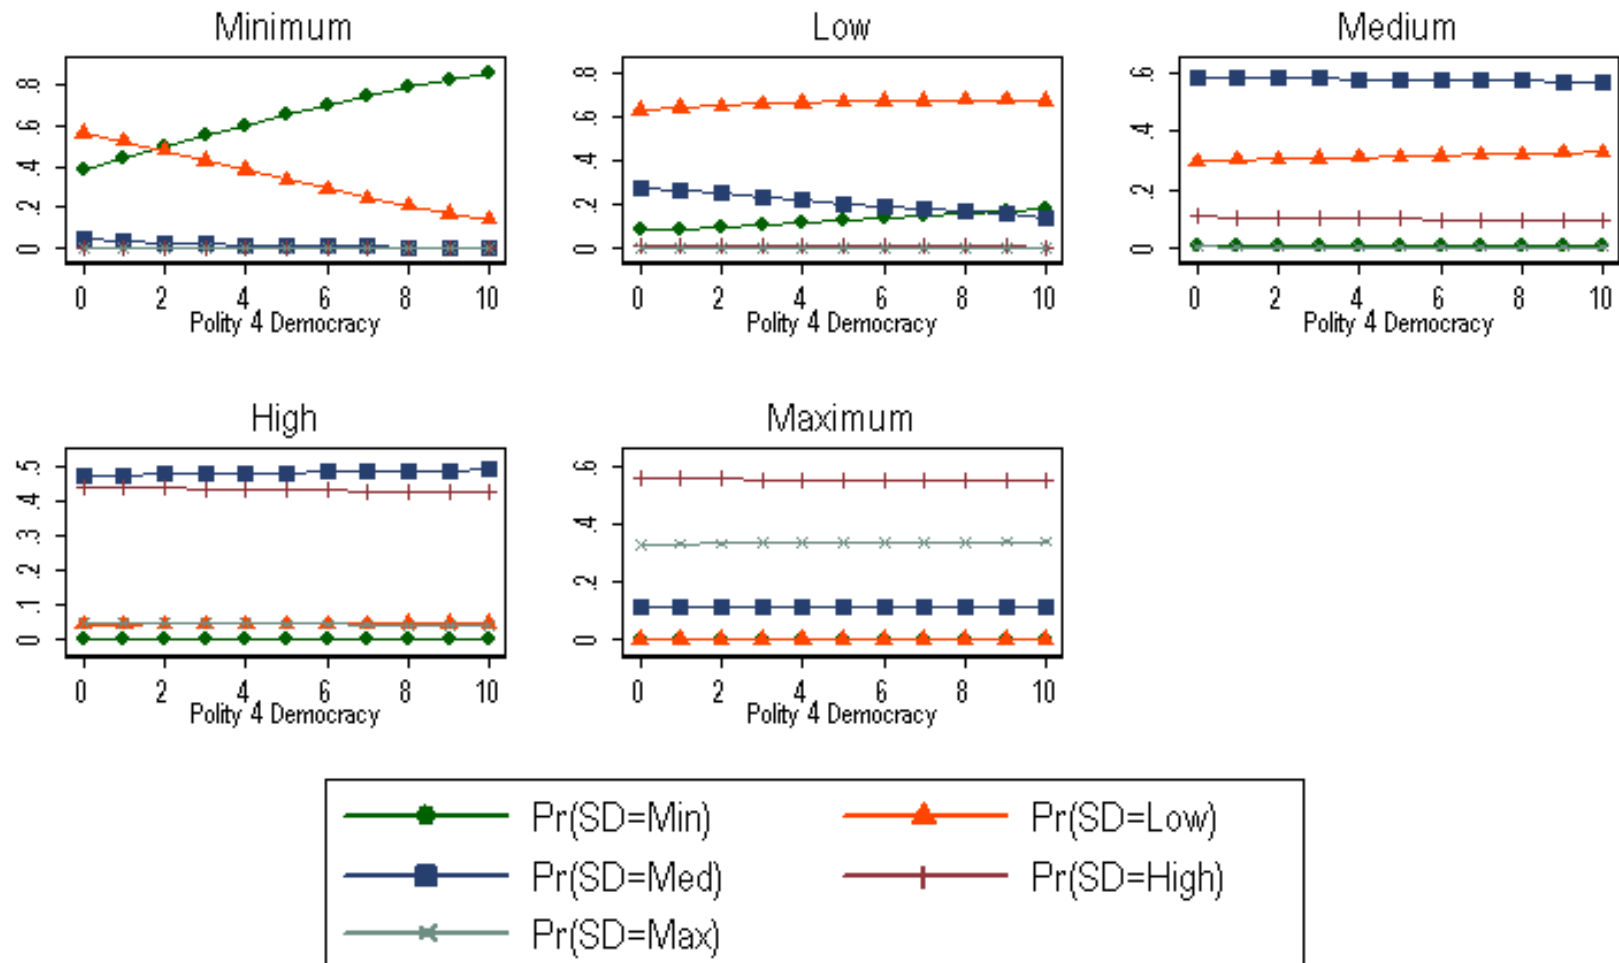 Minimum
Low
Medium
.8
.6
.4
.2
0
.8
.6
.4
.2
0
.6
.4
.2
0
0 2 4 6 8 10
0 2 4 6 8 10
0 2 4 6 8 10
Polity 4 Democracy
Polity 4 Democracy
Polity 4 Democracy
High
Maximum
.5
.4
.3
.2
.1
0
.6
.4
.2
0
0 2 4 6 8 10
0 2 4 6 8 10
Polity 4 Democracy
Polity 4 Democracy
Pr(SD=Min)
Pr(SD=Low)
Pr(SD=Med)
Pr(SD=High)
Pr(SD=Max)